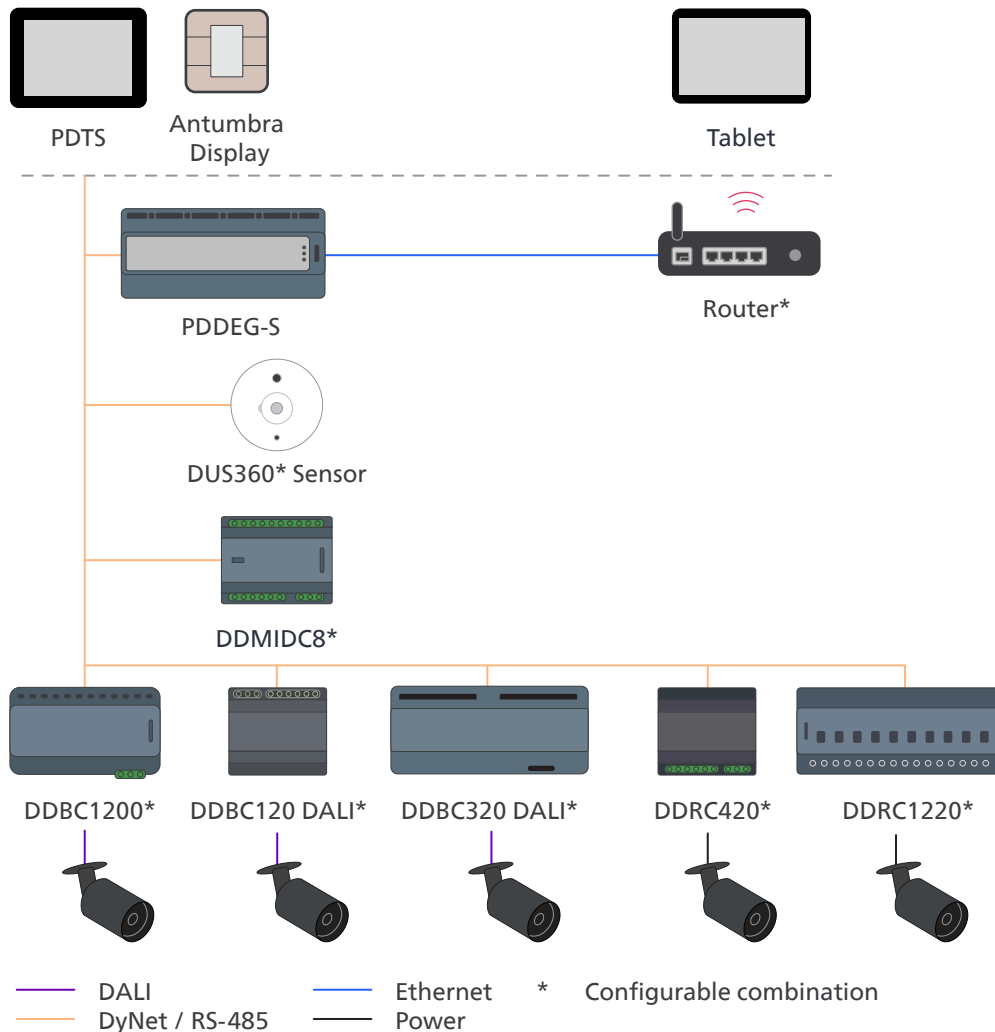 PDTS
Antumbra
Display
Tablet
PDDEG-S
Router*
DUS360* Sensor
DDMIDC8*
DDBC1200*
DDBC120 DALI*
DDBC320 DALI*
DDRC420*
DDRC1220*
DALI
Ethernet
* Configurable combination
DyNet / RS-485
Power